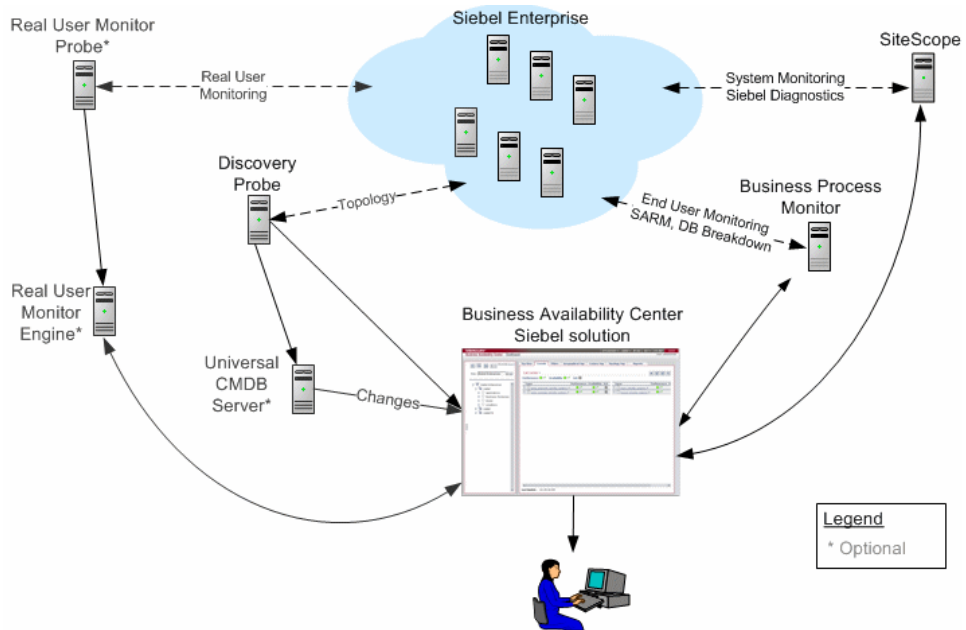 Real User Monitor
Probe*
Siebel Enterprise
SiteScope
Real User
Monitoring
System Monitoring
Siebel Diagnostics
Discovery
Probe
Topology
Business Process
Monitor
End User Monitoring
SARM, DB Breakdown
Real User
Monitor
Engine*
Business Availability Center
Siebel solution
Universal
CMDB
Server*
Changes
Legend
* Optional